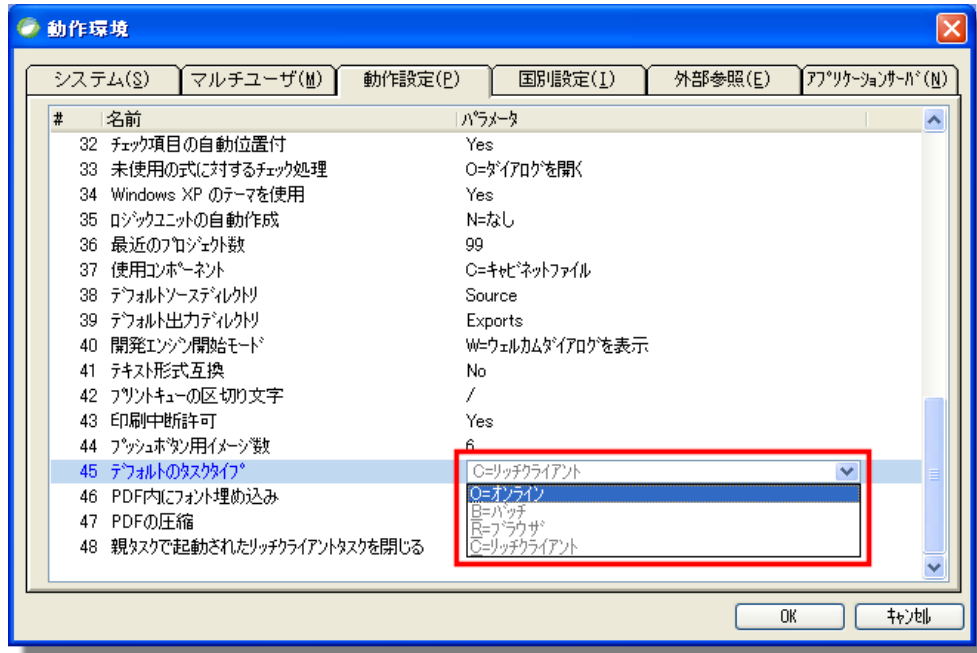 動作環境
システム(S) マルチユーザ(M) 動作設定(P) 国別設定(I) 外部参照(E) ｱﾌﾟﾘｹｰｼｮﾝｻｰﾊﾞ(N)
# 名前 ﾊﾟﾗﾒｰﾀ
32 ﾁｪｯｸ項目の自動位置付 Yes
33 未使用の式に対するﾁｪｯｸ処理 O=ﾀﾞｲｱﾛｸﾞを開く
34 Windows XP のテーマを使用 Yes
35 ﾛｼﾞｯｸﾕﾆｯﾄの自動作成 N=なし
36 最近のﾌﾟﾛｼﾞｪｸﾄ数 99
37 使用ｺﾝﾎﾟｰﾈﾝﾄ C=ｷｬﾋﾞﾈｯﾄﾌｧｲﾙ
38 ﾃﾞﾌｫﾙﾄｿｰｽﾃﾞｨﾚｸﾄﾘ Source
39 ﾃﾞﾌｫﾙﾄ出力ﾃﾞｨﾚｸﾄﾘ Exports
40 開発ｴﾝｼﾞﾝ開始ﾓｰﾄﾞ W=ｳｪﾙｶﾑﾀﾞｲｱﾛｸﾞを表示
41 ﾃｷｽﾄ形式互換 No
42 ﾌﾟﾘﾝﾄｷｭｰの区切り文字 /
43 印刷中断許可 Yes
44 ﾌﾟｯｼｭﾎﾞﾀﾝ用ｲﾒｰｼﾞ数 6
45 ﾃﾞﾌｫﾙﾄのﾀｽｸﾀｲﾌﾟ C=ﾘｯﾁｸﾗｲｱﾝﾄ
O=ｵﾝﾗｲﾝ
B=ﾊﾞｯﾁ
R=ﾌﾞﾗｳｻﾞ
C=ﾘｯﾁｸﾗｲｱﾝﾄ
46 PDF内にﾌｫﾝﾄ埋め込み
47 PDFの圧縮
48 親ﾀｽｸで起動されたﾘｯﾁｸﾗｲｱﾝﾄﾀｽｸを閉じる
OK ｷｬﾝｾﾙ